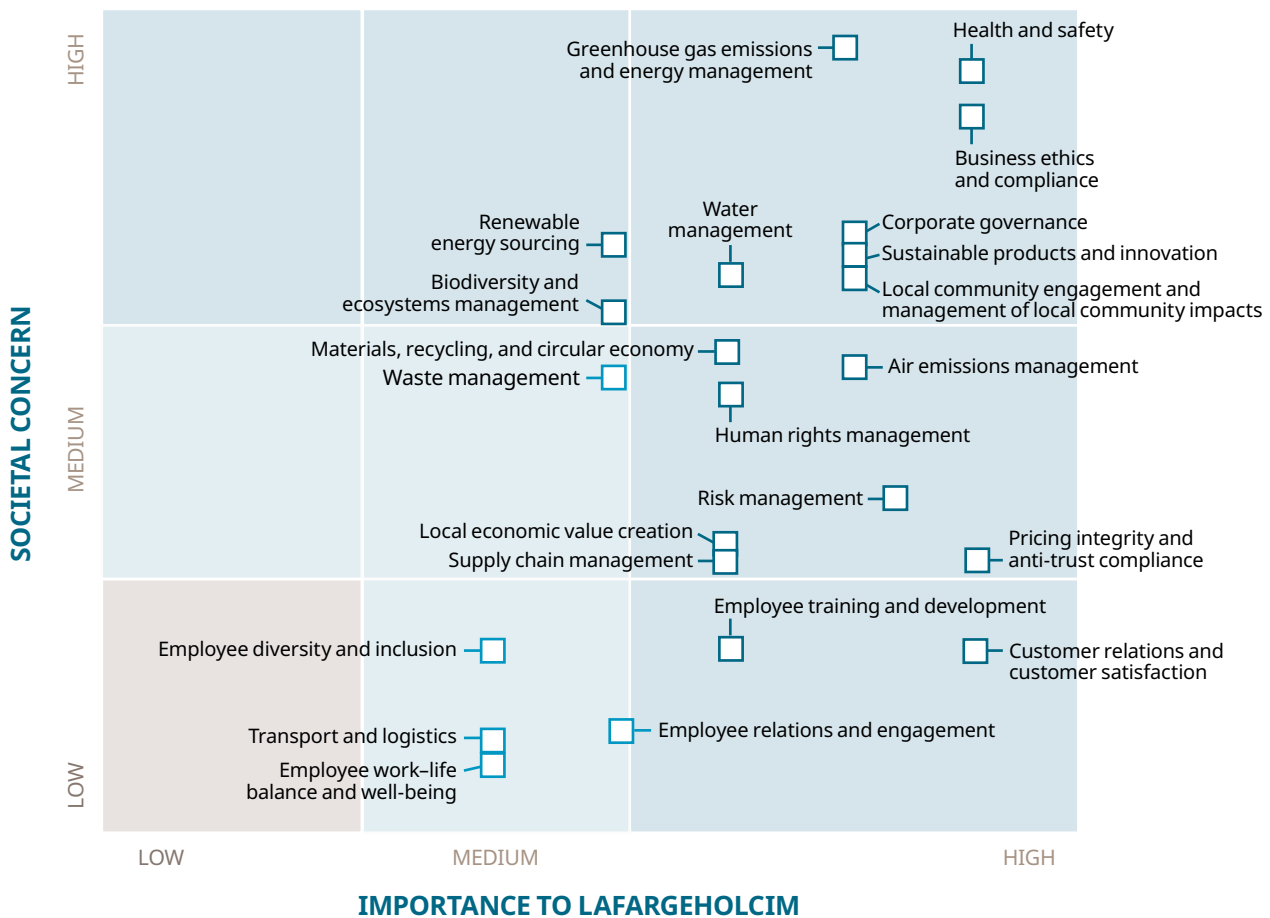 HIGH
Health and safety
Greenhouse gas emissions
and energy management
Business ethics
and compliance
Water
management
Renewable
energy sourcing
Corporate governance
Sustainable products and innovation
Biodiversity and
ecosystems management
Local community engagement and
management of local community impacts
SOCIETAL CONCERN
MEDIUM
Materials, recycling, and circular economy
Waste management
Air emissions management
Human rights management
Risk management
Local economic value creation
Supply chain management
Pricing integrity and
anti-trust compliance
Employee training and development
Employee diversity and inclusion
Customer relations and
customer satisfaction
LOW
Transport and logistics
Employee relations and engagement
Employee work–life
balance and well-being
LOW
MEDIUM
HIGH
IMPORTANCE TO LAFARGEHOLCIM